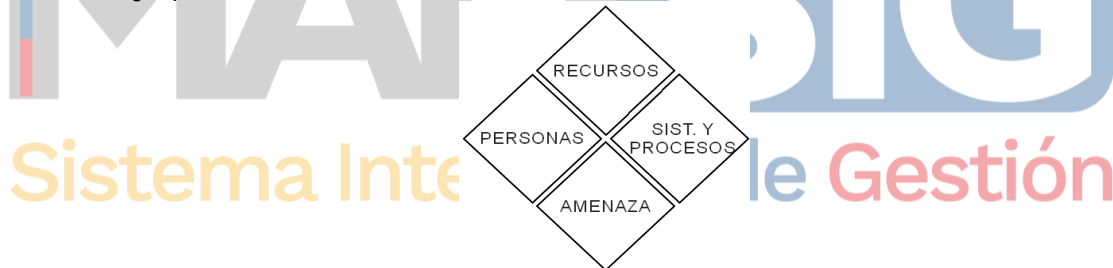 RECURSOS
PERSONAS
SIST. Y
PROCESOS
AMENAZA
Sistema Inte
le Gestión